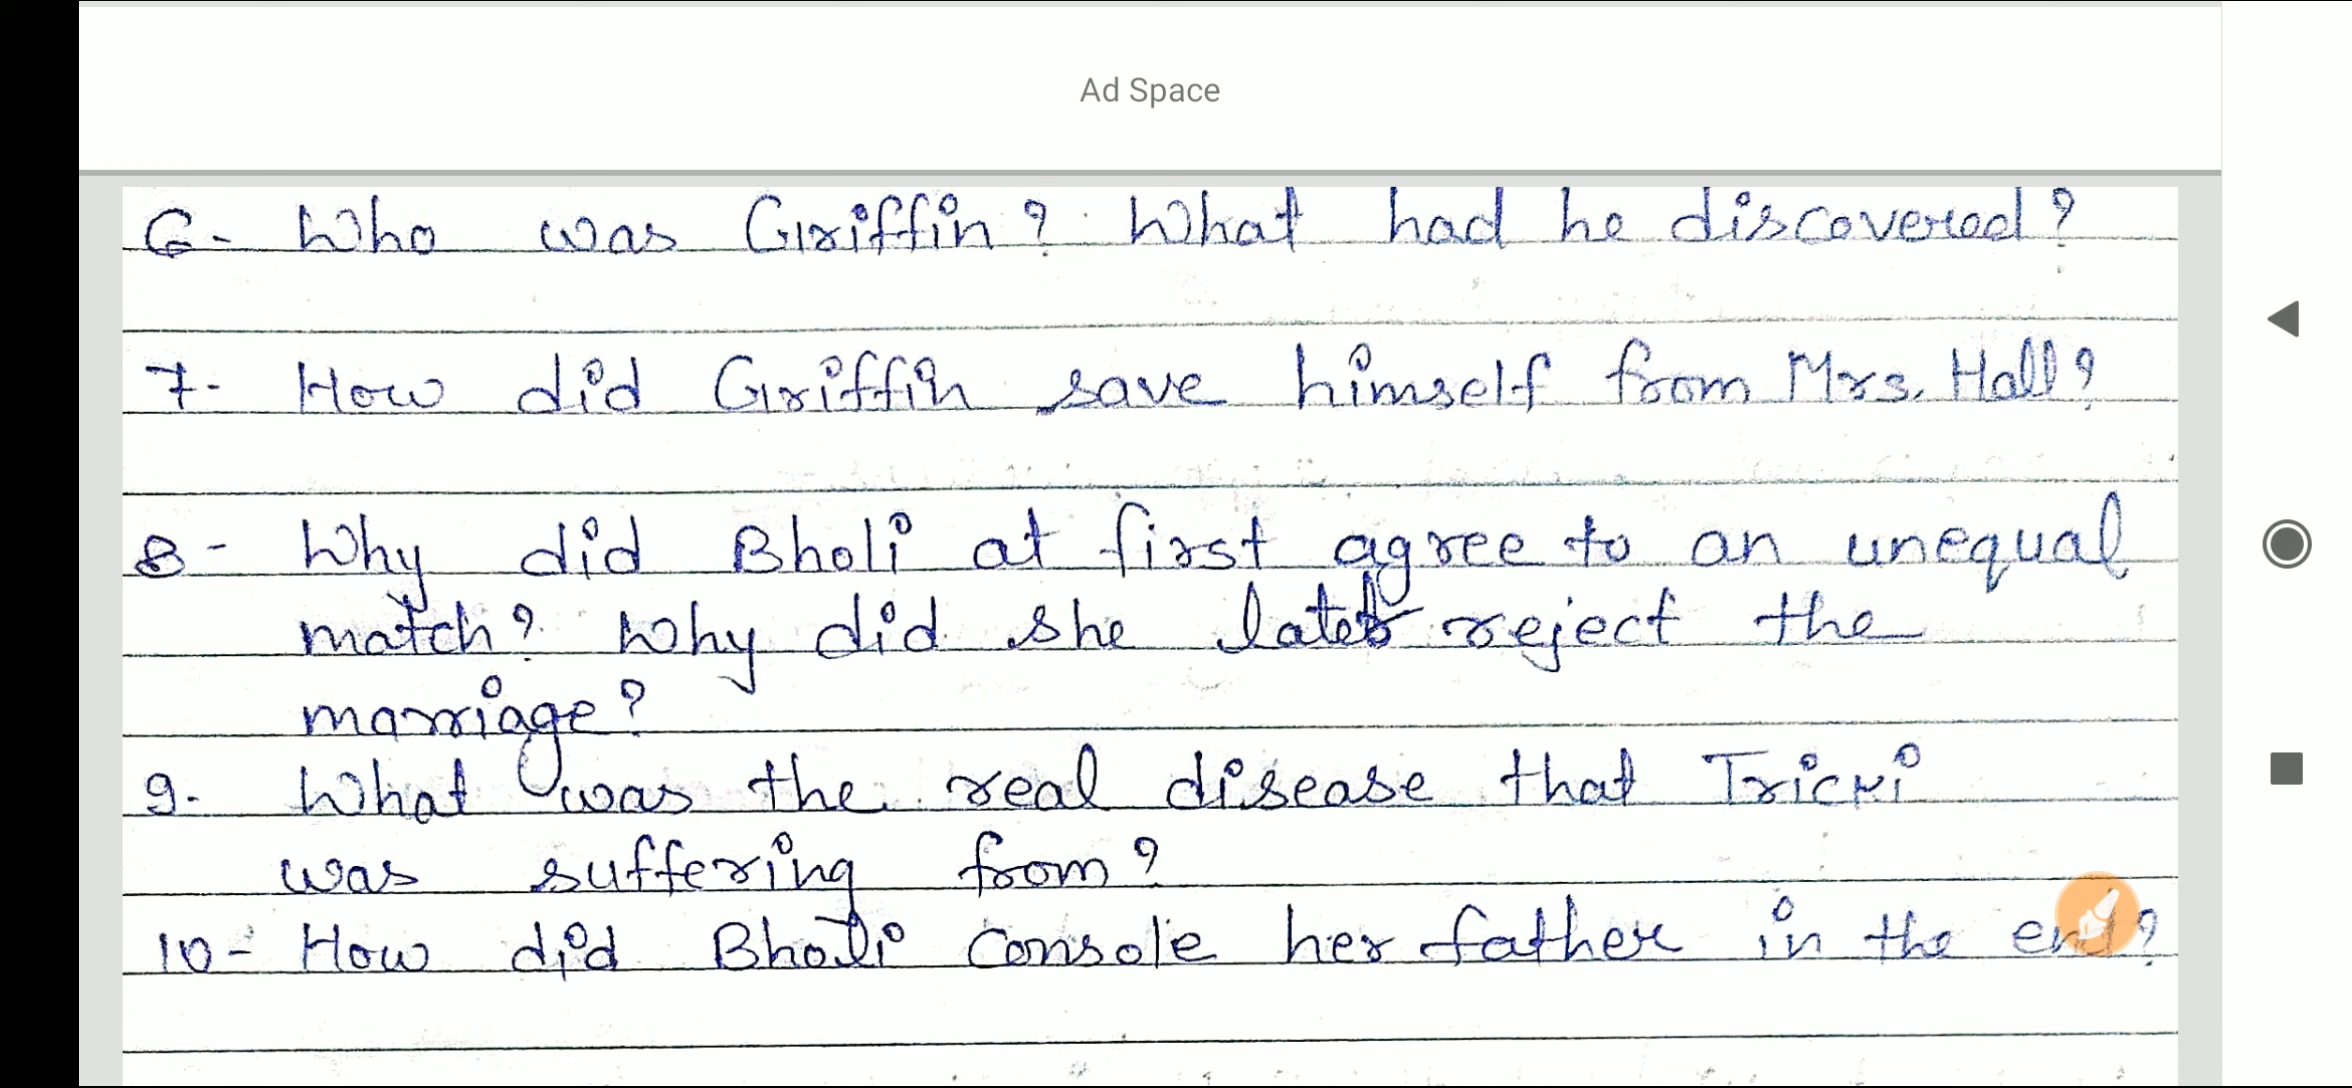 Ad Space
6- Who was Griffin? What had he discovered?
7- How did Griffin save himself from Mrs. Hall?
8- Why did Bholi at first agree to an unequal
match? Why did she later reject the
marriage?
9- What was the real disease that Tricki
was suffering from?
10- How did Bholi console her father in the end?